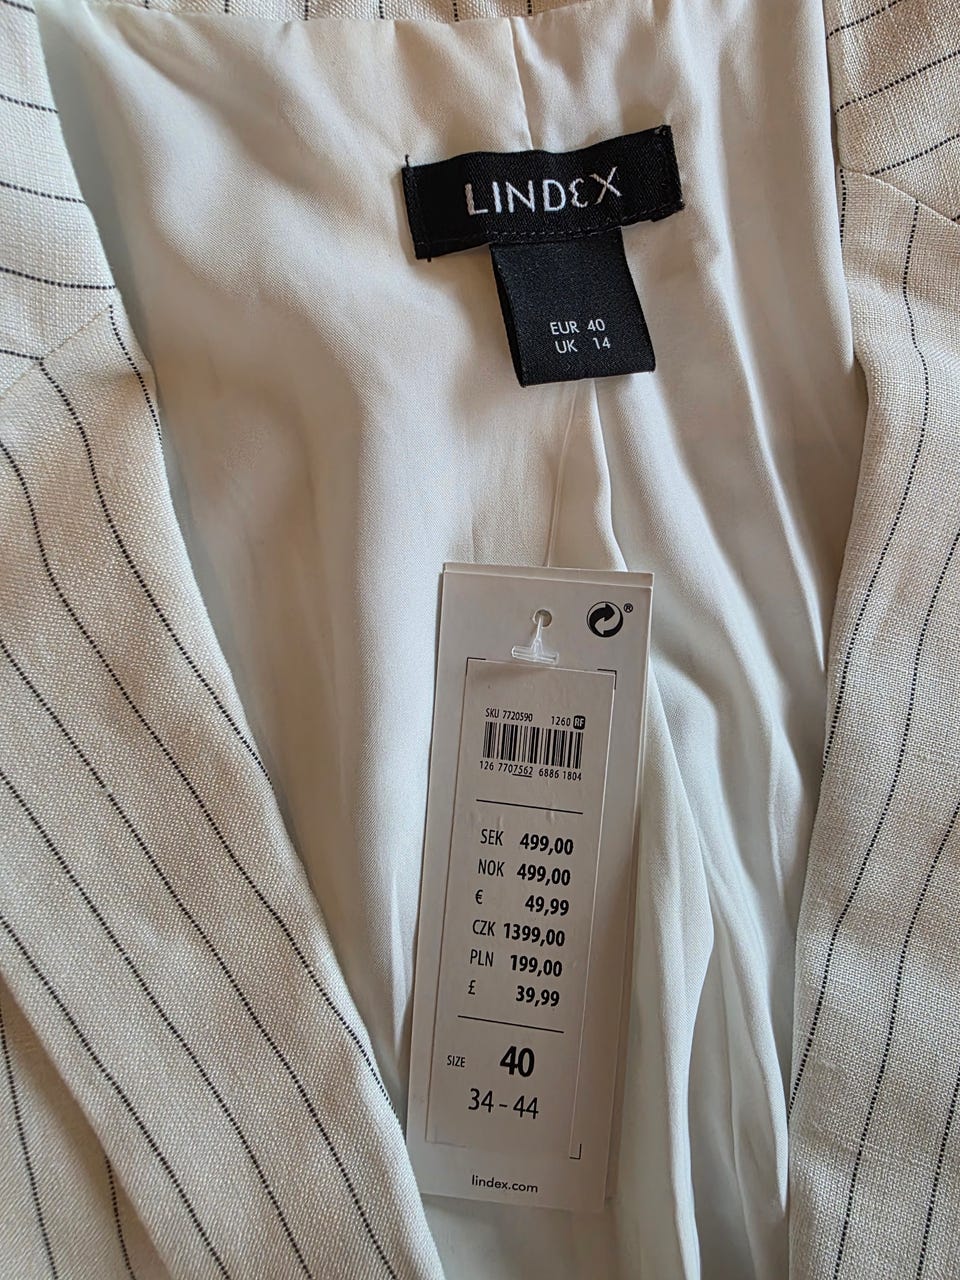 LINDEX
EUR 40
UK 14
®
SKU 7720590 1260 RF
126 7707562 6886 1804
SEK 499,00
NOK 499,00
€ 49,99
CZK 1399,00
PLN 199,00
£ 39,99
SIZE 40
34 - 44
lindex.com